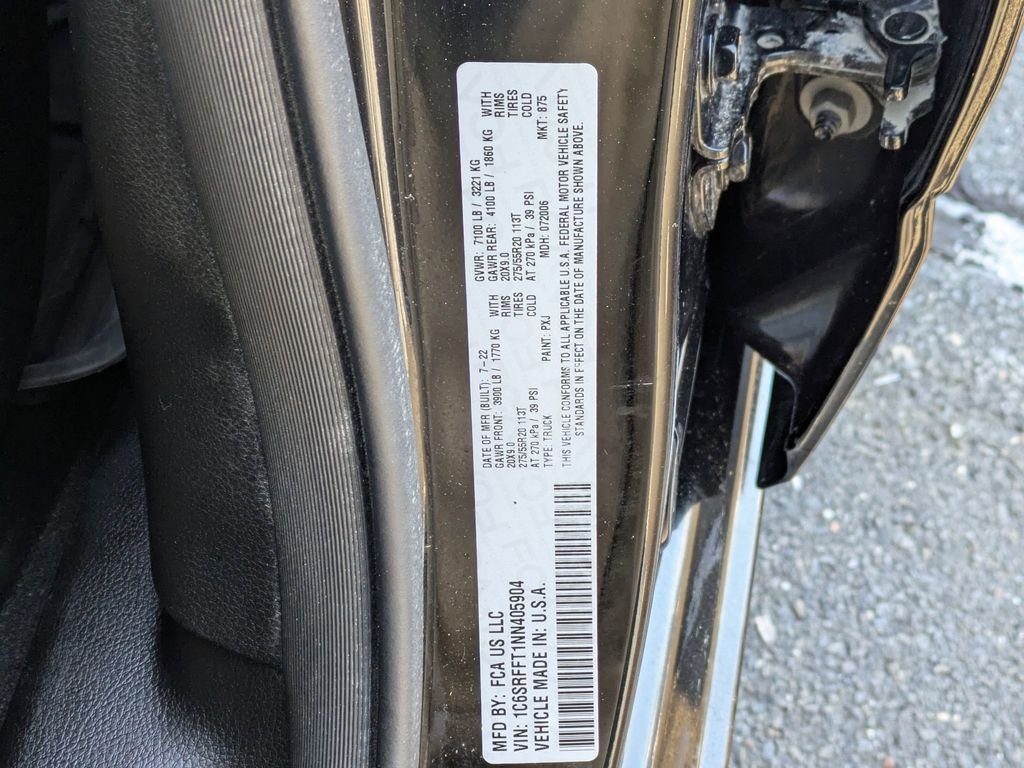 MFD BY: FCA US LLC
VIN: 1C6SRFFT1NN405904
VEHICLE MADE IN: U.S.A.
DATE OF MFR (BUILT): 7-22 GVWR: 7100 LB / 3221 KG
GAWR FRONT: 3900 LB / 1770 KG WITH GAWR REAR: 4100 LB / 1860 KG WITH
20X9.0 RIMS 20X9.0 RIMS
275/55R20 113T TIRES 275/55R20 113T TIRES
AT 270 kPa / 39 PSI COLD AT 270 kPa / 39 PSI COLD
TYPE: TRUCK PAINT: PXJ MDH: 072006 MKT: 875
THIS VEHICLE CONFORMS TO ALL APPLICABLE U.S.A. FEDERAL MOTOR VEHICLE SAFETY
STANDARDS IN EFFECT ON THE DATE OF MANUFACTURE SHOWN ABOVE.